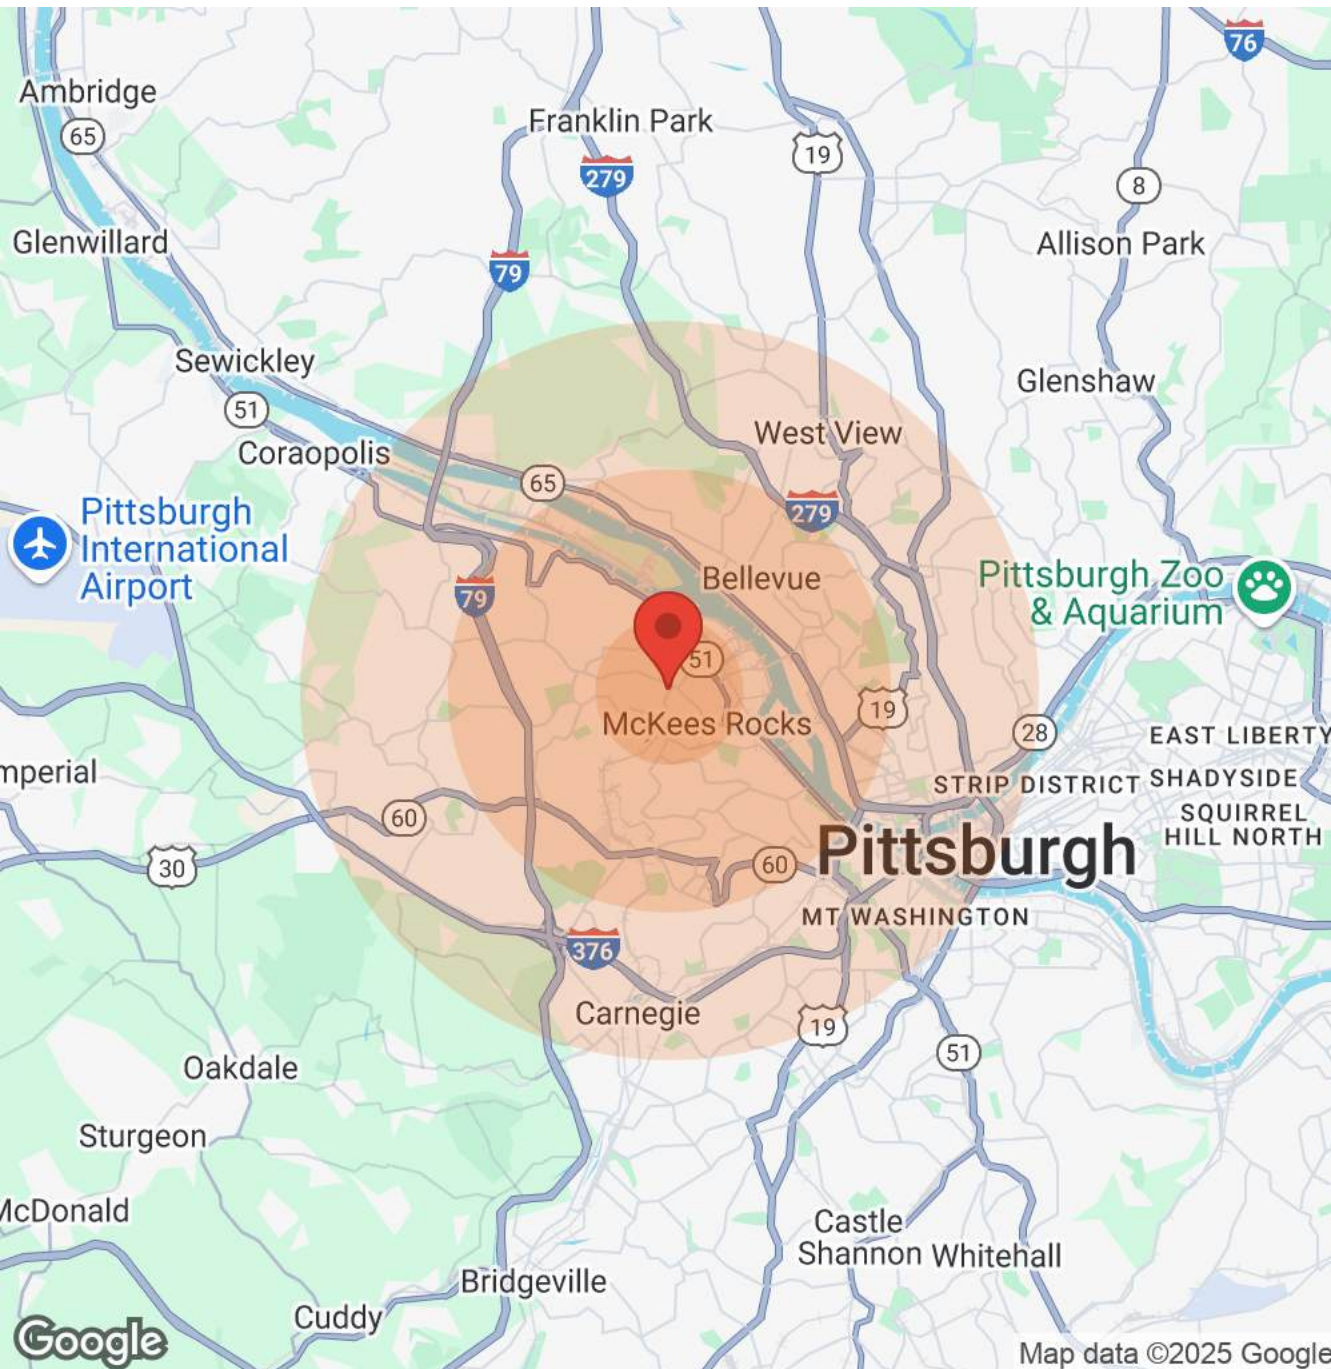 76
Ambridge
65
Franklin Park
19
279
8
Glenwillard
Allison Park
79
Sewickley
Glenshaw
51
West View
Coraopolis
65
279
Pittsburgh
International
Airport
Bellevue
Pittsburgh Zoo
& Aquarium
79
51
McKees Rocks
19
28
EAST LIBERTY
mperial
STRIP DISTRICT
SHADYSIDE
60
SQUIRREL
HILL NORTH
30
60
Pittsburgh
MT WASHINGTON
376
Carnegie
19
51
Oakdale
Sturgeon
McDonald
Castle
Shannon
Whitehall
Bridgeville
Cuddy
Google
Map data ©2025 Google